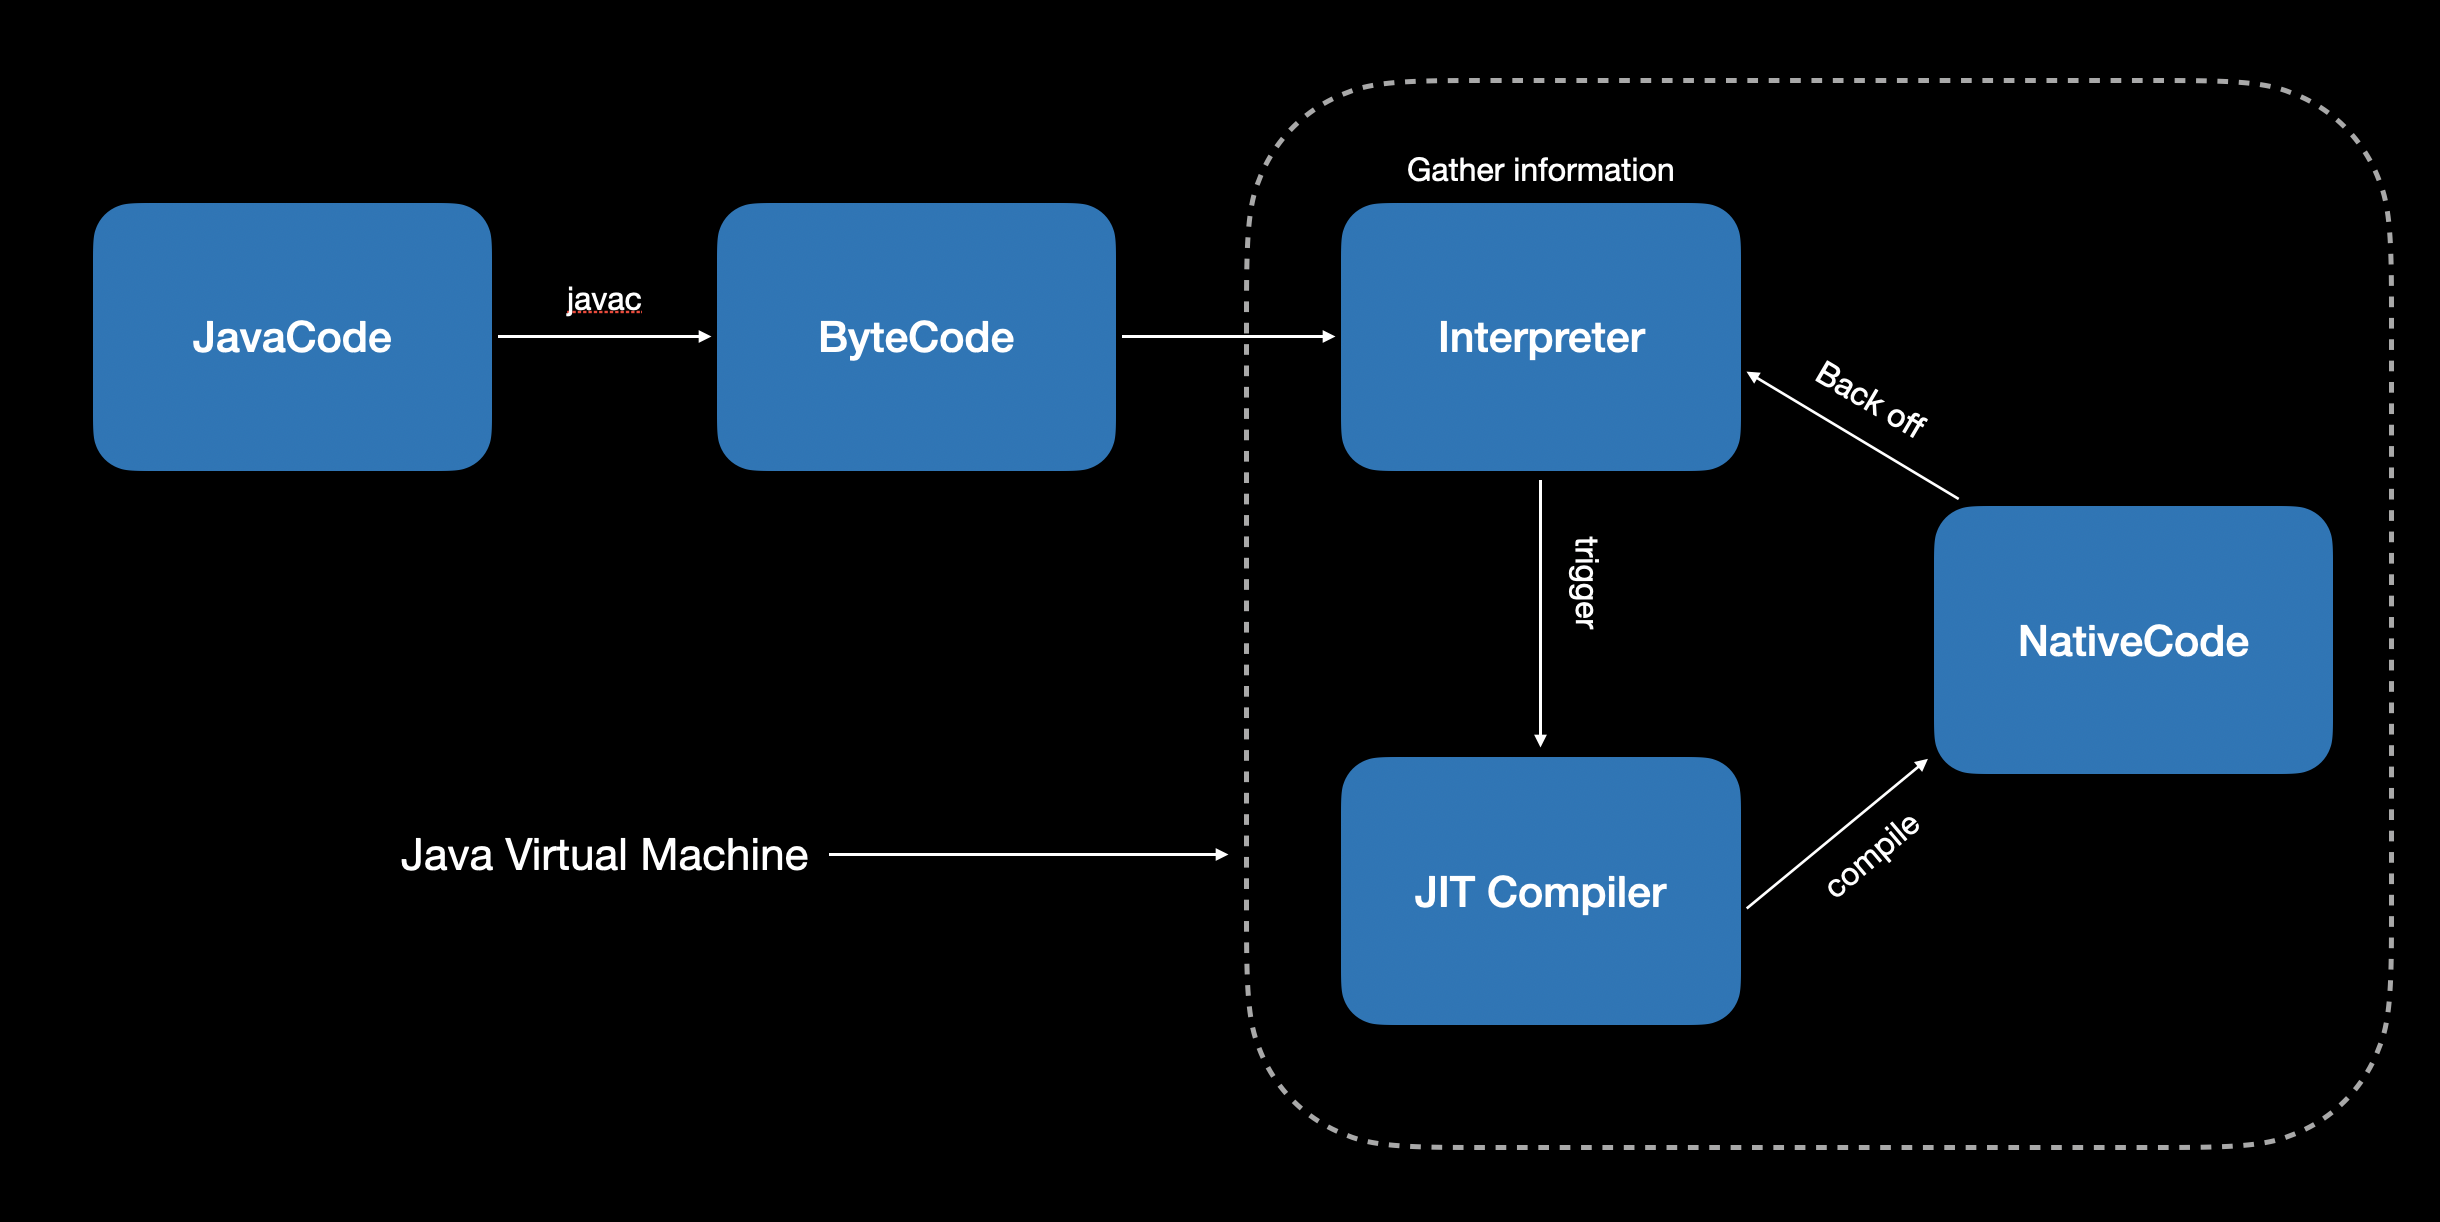 Gather information
JavaCode
javac
ByteCode
Interpreter
Back off
trigger
NativeCode
Java Virtual Machine
JIT Compiler
compile